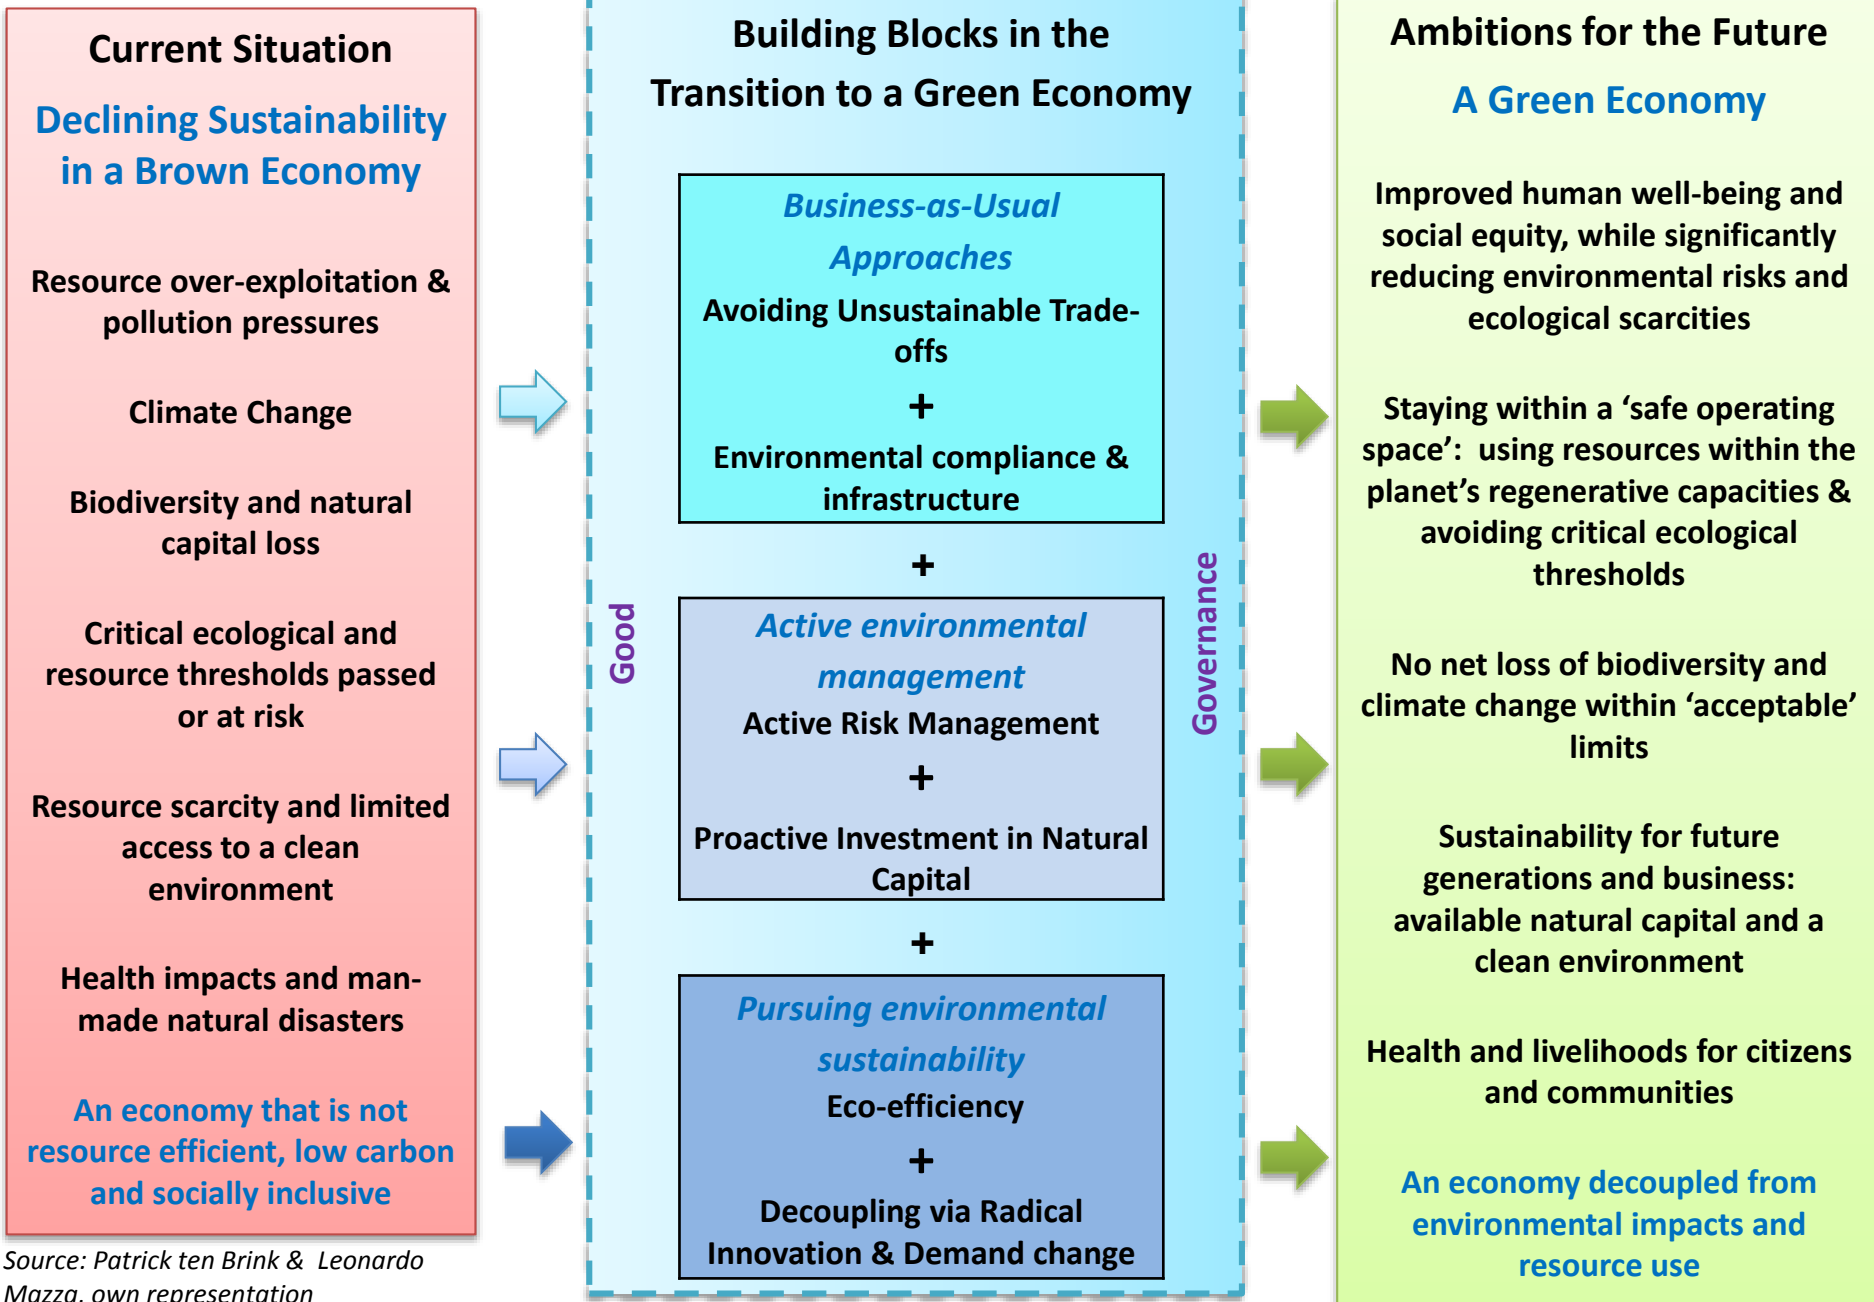 Current Situation
Declining Sustainability
in a Brown Economy
Resource over-exploitation &
pollution pressures
Climate Change
Biodiversity and natural
capital loss
Critical ecological and
resource thresholds passed
or at risk
Resource scarcity and limited
access to a clean
environment
Health impacts and man-
made natural disasters
An economy that is not
resource efficient, low carbon
and socially inclusive
Source: Patrick ten Brink & Leonardo
Mazza, own representation
Building Blocks in the
Transition to a Green Economy
Business-as-Usual
Approaches
Avoiding Unsustainable Trade-
offs
+
Environmental compliance &
infrastructure
+
Good
Governance
Active environmental
management
Active Risk Management
+
Proactive Investment in Natural
Capital
+
Pursuing environmental
sustainability
Eco-efficiency
+
Decoupling via Radical
Innovation & Demand change
Ambitions for the Future
A Green Economy
Improved human well-being and
social equity, while significantly
reducing environmental risks and
ecological scarcities
Staying within a ‘safe operating
space’:  using resources within the
planet’s regenerative capacities &
avoiding critical ecological
thresholds
No net loss of biodiversity and
climate change within ‘acceptable’
limits
Sustainability for future
generations and business:
available natural capital and a
clean environment
Health and livelihoods for citizens
and communities
An economy decoupled from
environmental impacts and
resource use